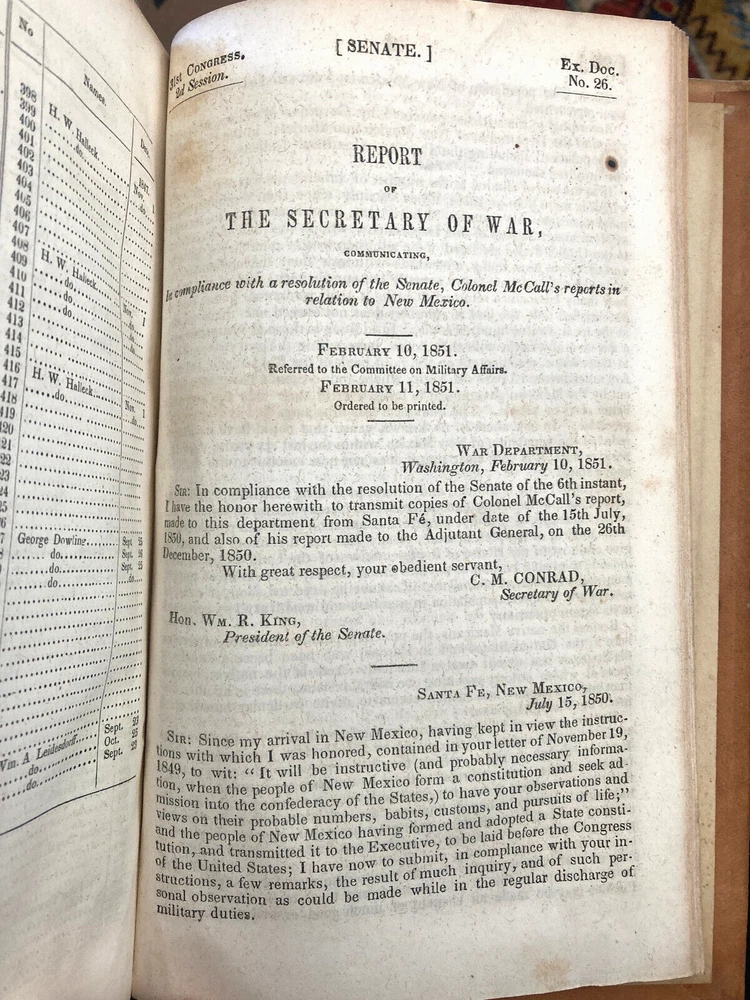 No
Names.
398
399 H. W. Halleck
400 do.
401
402
403
404
405
406
407
408
409 H. W. Halleck
410 do.
411 do.
412 do.
413
414
415
416
417 H. W. Halleck
418 do.
419
George Dowling Sept. 25
do. Sept. 26
do. Sept. 25
do. do.
Wm. A Leidesdorff Sept. 23
do. Oct. 25
do. Sept. 23
31st CONGRESS,
2d Session.
[ SENATE. ]
Ex. Doc.
No. 26.
REPORT
OF
THE SECRETARY OF WAR,
COMMUNICATING,
In compliance with a resolution of the Senate, Colonel McCall's reports in
relation to New Mexico.
FEBRUARY 10, 1851.
Referred to the Committee on Military Affairs.
FEBRUARY 11, 1851.
Ordered to be printed.
WAR DEPARTMENT,
Washington, February 10, 1851.
SIR: In compliance with the resolution of the Senate of the 6th instant,
I have the honor herewith to transmit copies of Colonel McCall's report,
made to this department from Santa Fé, under date of the 15th July,
1850, and also of his report made to the Adjutant General, on the 26th
December, 1850.
With great respect, your obedient servant,
C. M. CONRAD,
Secretary of War.
Hon. WM. R. KING,
President of the Senate.
SANTA FE, NEW MEXICO,
July 15, 1850.
SIR: Since my arrival in New Mexico, having kept in view the instruc-
tions with which I was honored, contained in your letter of November 19,
1849, to wit: "It will be instructive (and probably necessary informa-
tion, when the people of New Mexico form a constitution and seek ad-
mission into the confederacy of the States,) to have your observations and
views on their probable numbers, babits, customs, and pursuits of life;"
and the people of New Mexico having formed and adopted a State consti-
tution, and transmitted it to the Executive, to be laid before the Congress
of the United States; I have now to submit, in compliance with your in-
structions, a few remarks, the result of much inquiry, and of such per-
sonal observation as could be made while in the regular discharge of
military duties.